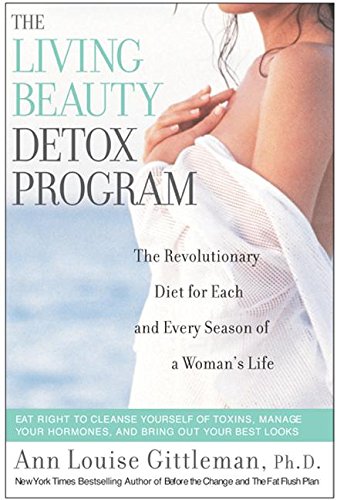 THE
LIVING
BEAUTY
DETOX
PROGRAM
The Revolutionary
Diet for Each
and Every Season of
a Woman's Life
EAT RIGHT TO CLEANSE YOURSELF OF TOXINS, MANAGE
YOUR HORMONES, AND BRING OUT YOUR BEST LOOKS
Ann Louise Gittleman, Ph.D.
New York Times Bestselling Author of Before the Change and The Fat Flush Plan